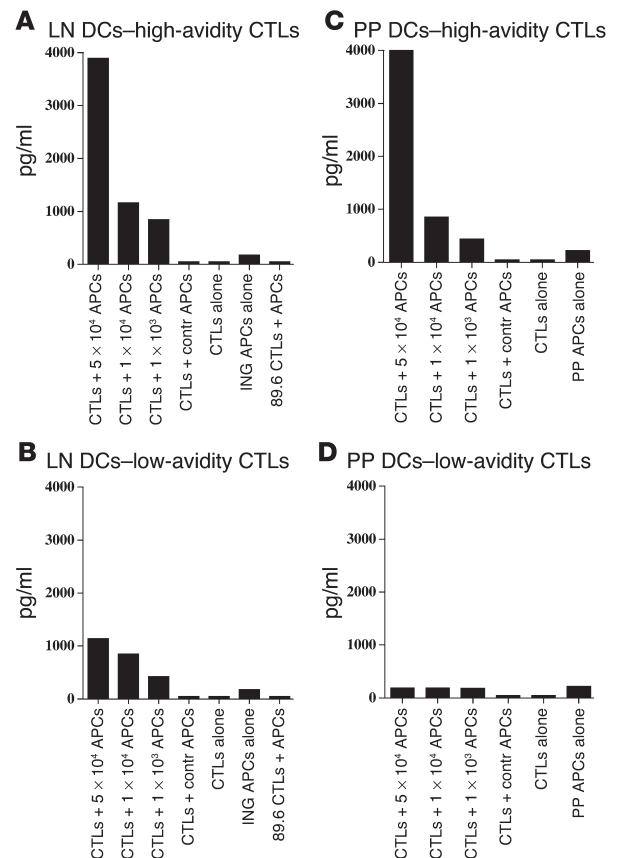 A LN DCs–high-avidity CTLs
pg/ml
4000
3000
2000
1000
0
CTLs + 5 × 10⁴ APCs
CTLs + 1 × 10⁴ APCs
CTLs + 1 × 10³ APCs
CTLs + contr APCs
CTLs alone
ING APCs alone
89.6 CTLs + APCs
C PP DCs–high-avidity CTLs
pg/ml
4000
3000
2000
1000
0
CTLs + 5 × 10⁴ APCs
CTLs + 1 × 10⁴ APCs
CTLs + 1 × 10³ APCs
CTLs + contr APCs
CTLs alone
PP APCs alone
B LN DCs–low-avidity CTLs
pg/ml
4000
3000
2000
1000
0
CTLs + 5 × 10⁴ APCs
CTLs + 1 × 10⁴ APCs
CTLs + 1 × 10³ APCs
CTLs + contr APCs
CTLs alone
ING APCs alone
89.6 CTLs + APCs
D PP DCs–low-avidity CTLs
pg/ml
4000
3000
2000
1000
0
CTLs + 5 × 10⁴ APCs
CTLs + 1 × 10⁴ APCs
CTLs + 1 × 10³ APCs
CTLs + contr APCs
CTLs alone
PP APCs alone